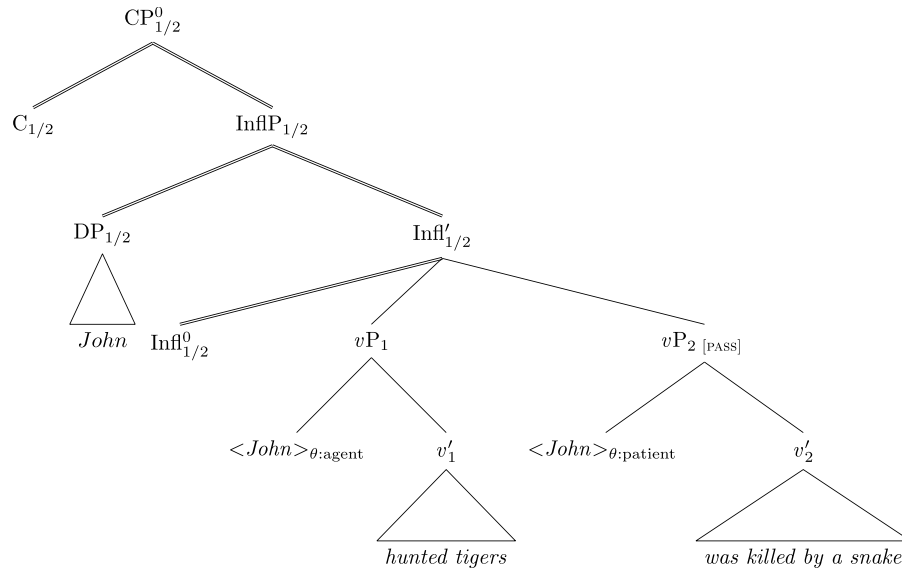 CP⁰₁/₂
C₁/₂ InflP₁/₂
DP₁/₂ Infl′₁/₂
John Infl⁰₁/₂ vP₁ vP₂ [PASS]
<John>θ:agent v′₁ <John>θ:patient v′₂
hunted tigers was killed by a snake